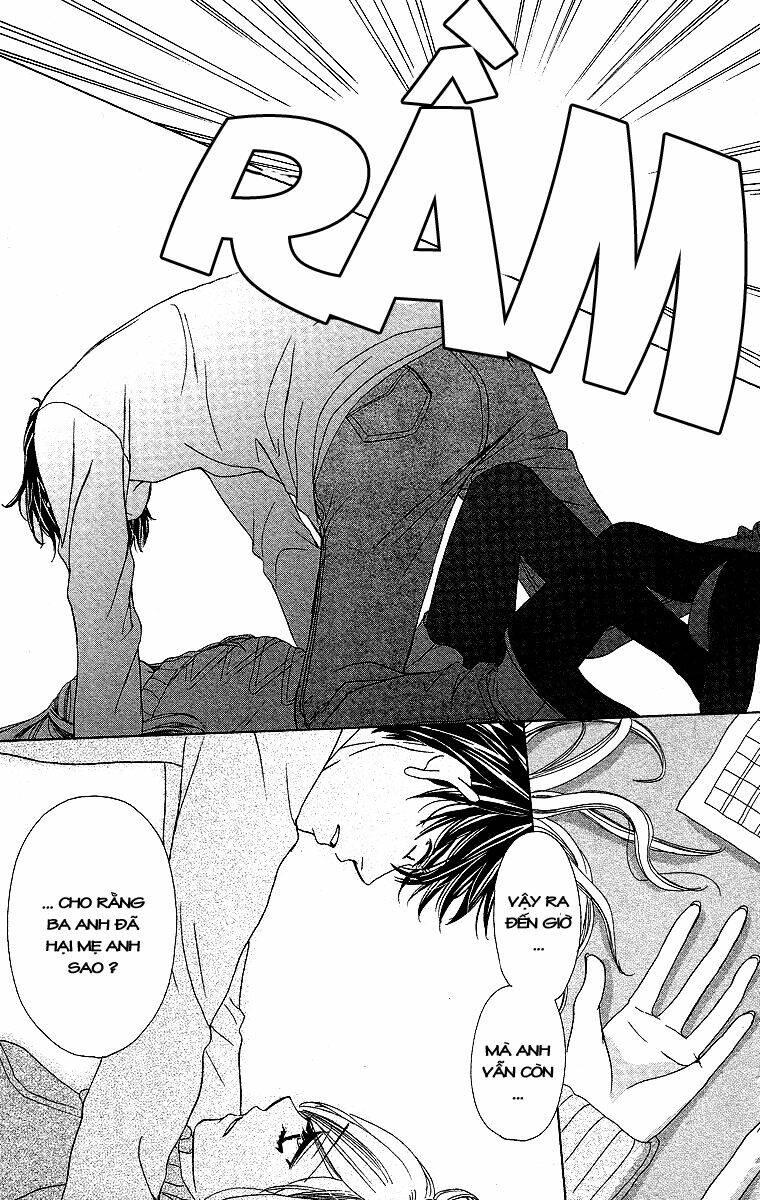 RẦM
VẬY RA
ĐẾN GIỜ
...
MÀ ANH
VẪN CÒN
...
... CHO RẰNG
BA ANH ĐÃ
HẠI MẸ ANH
SAO ?